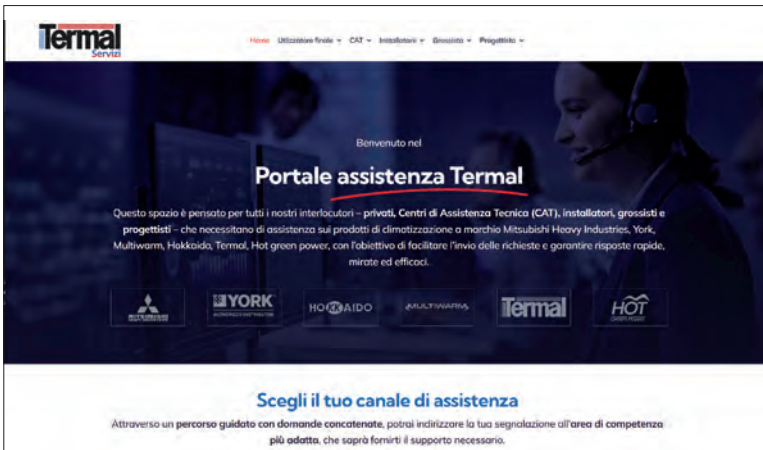 Termal
Servizi
Home Utilizzatore finale CAT Installatori Grossista Progettista
Benvenuto nel
Portale assistenza Termal
Questo spazio è pensato per tutti i nostri interlocutori – privati, Centri di Assistenza Tecnica (CAT), installatori, grossisti e
progettisti – che necessitano di assistenza sui prodotti di climatizzazione a marchio Mitsubishi Heavy Industries, York,
Multiwarm, Hokkaido, Termal, Hot green power, con l'obiettivo di facilitare l'invio delle richieste e garantire risposte rapide,
mirate ed efficaci.
YORK HOKKAIDO MULTIWARM Termal HOT
Scegli il tuo canale di assistenza
Attraverso un percorso guidato con domande concatenate, potrai indirizzare la tua segnalazione all'area di competenza
più adatta, che saprà fornirti il supporto necessario.